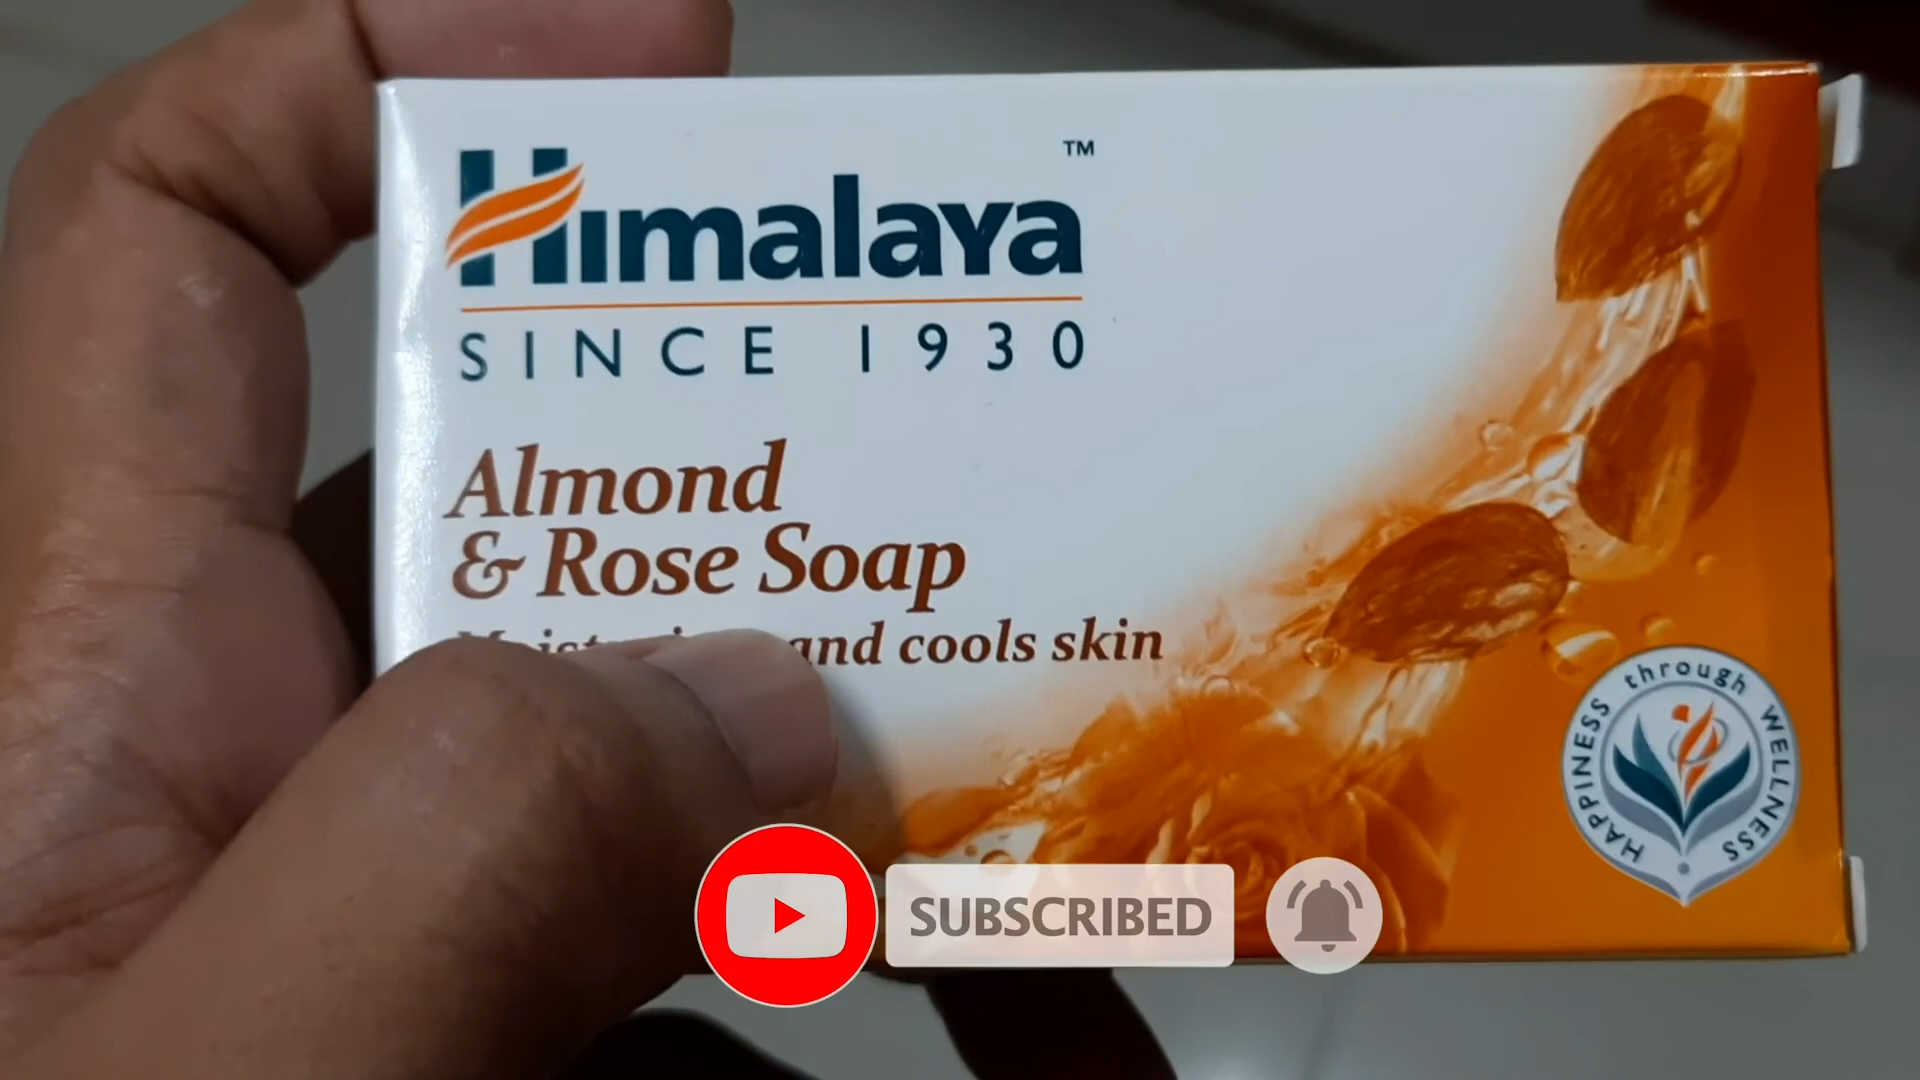 Himalaya
™
SINCE 1930
Almond
& Rose Soap
and cools skin
HAPPINESS through WELLNESS
SUBSCRIBED